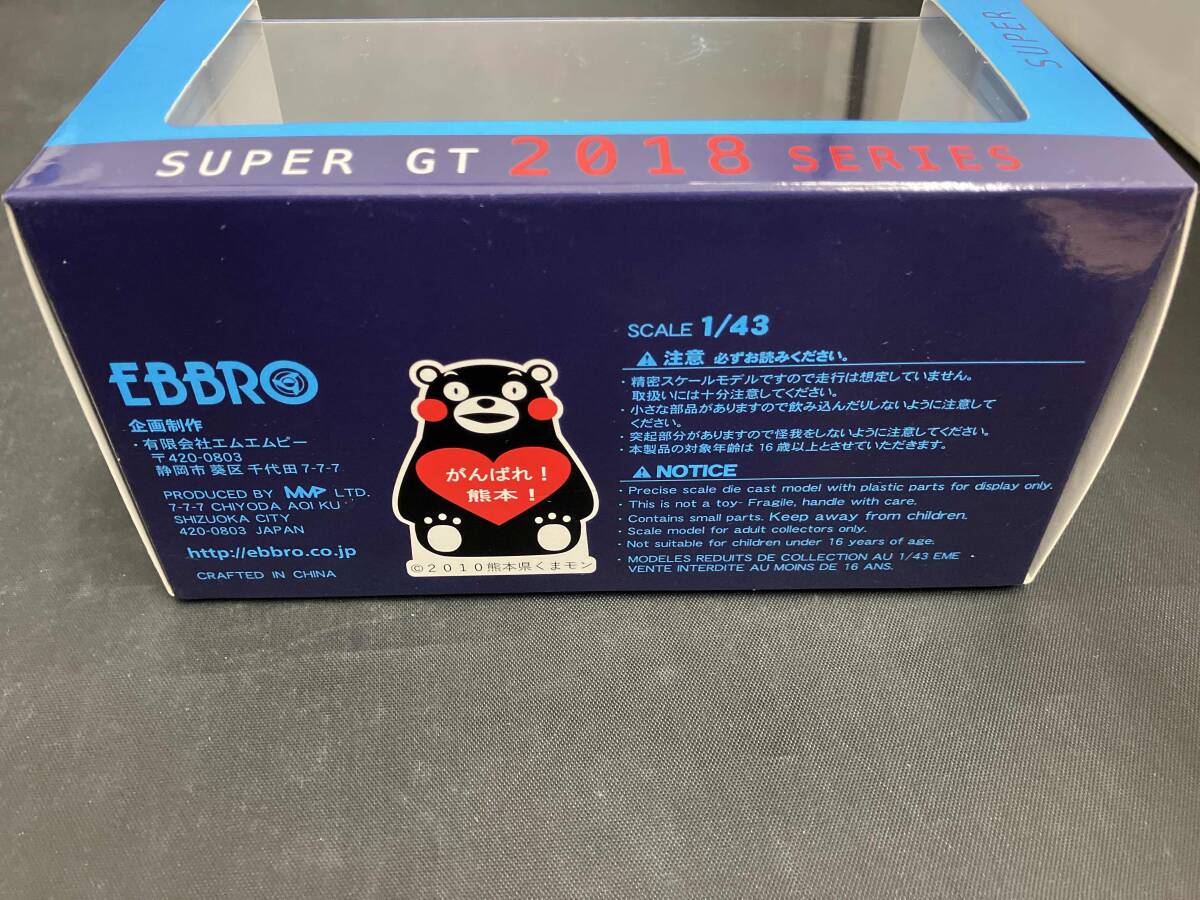 SUPER
SUPER GT 2018 SERIES
EBBRO
企画制作
・有限会社エムエムピー
〒420-0803
静岡市 葵区 千代田 7-7-7
PRODUCED BY MMP LTD.
7-7-7 CHIYODA AOI KU
SHIZUOKA CITY
420-0803 JAPAN
http://ebbro.co.jp
CRAFTED IN CHINA
がんばれ！
熊本！
©2010熊本県くまモン
SCALE 1/43
注意 必ずお読みください。
・精密スケールモデルですので走行は想定していません。
取扱いには十分注意してください。
・小さな部品がありますので飲み込んだりしないように注意して
ください。
・突起部分がありますので怪我をしないように注意してください。
・本製品の対象年齢は 16 歳以上とさせていただきます。
NOTICE
・Precise scale die cast model with plastic parts for display only.
・This is not a toy- Fragile, handle with care.
・Contains small parts. Keep away from children.
・Scale model for adult collectors only.
・Not suitable for children under 16 years of age.
・MODELES REDUITS DE COLLECTION AU 1/43 EME
VENTE INTERDITE AU MOINS DE 16 ANS.